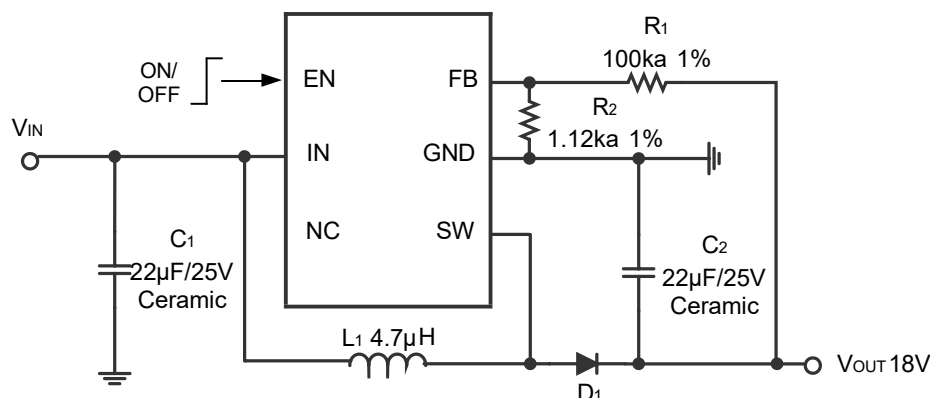 R1
100ka 1%
ON/
OFF
EN
FB
R2
1.12ka 1%
VIN
IN
GND
NC
SW
C1
22µF/25V
Ceramic
C2
22µF/25V
Ceramic
L1 4.7µH
VOUT 18V
D1